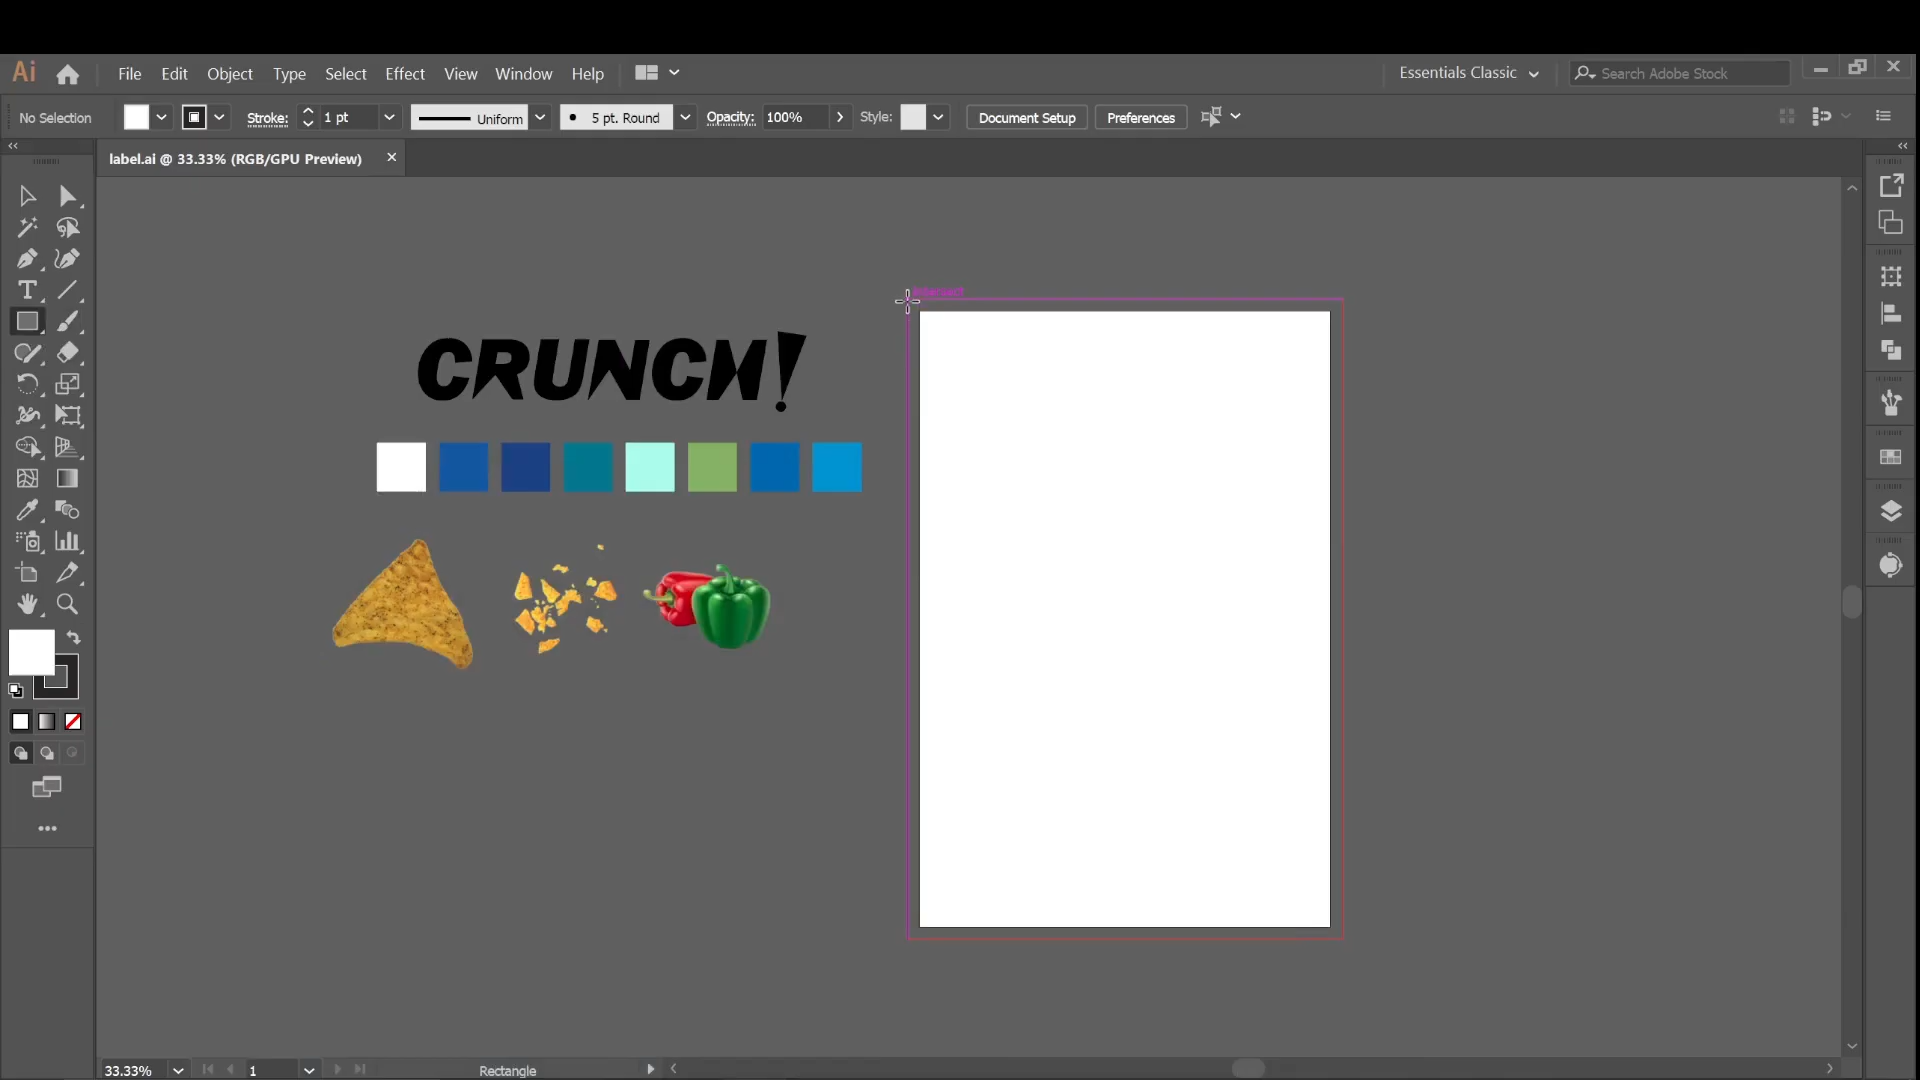 Ai File Edit Object Type Select Effect View Window Help Essentials Classic Search Adobe Stock
No Selection Stroke: 1 pt Uniform 5 pt. Round Opacity: 100% Style: Document Setup Preferences
label.ai @ 33.33% (RGB/GPU Preview)
CRUNCH!
33.33% 1 Rectangle